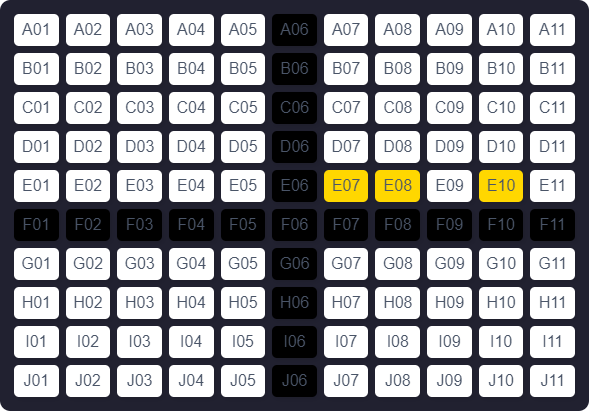 A01 A02 A03 A04 A05 A06 A07 A08 A09 A10 A11
B01 B02 B03 B04 B05 B06 B07 B08 B09 B10 B11
C01 C02 C03 C04 C05 C06 C07 C08 C09 C10 C11
D01 D02 D03 D04 D05 D06 D07 D08 D09 D10 D11
E01 E02 E03 E04 E05 E06 E07 E08 E09 E10 E11
F01 F02 F03 F04 F05 F06 F07 F08 F09 F10 F11
G01 G02 G03 G04 G05 G06 G07 G08 G09 G10 G11
H01 H02 H03 H04 H05 H06 H07 H08 H09 H10 H11
I01 I02 I03 I04 I05 I06 I07 I08 I09 I10 I11
J01 J02 J03 J04 J05 J06 J07 J08 J09 J10 J11